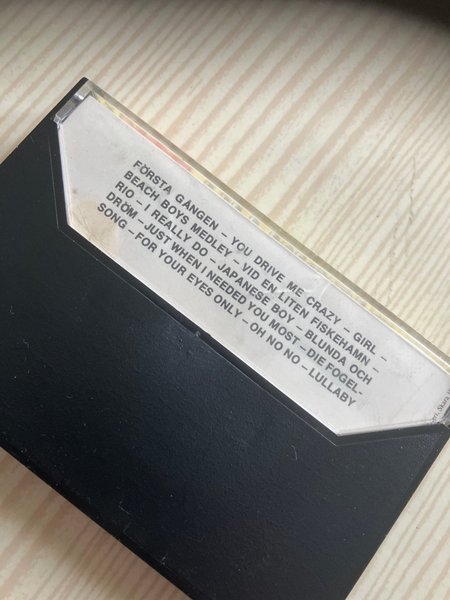 FÖRSTA GÅNGEN – YOU DRIVE ME CRAZY – GIRL –
BEACH BOYS MEDLEY – VID EN LITEN FISKEHAMN –
RIO – I REALLY DO – JAPANESE BOY – BLUNDA OCH
DRÖM – JUST WHEN I NEEDED YOU MOST – DIE FOGEL-
SONG – FOR YOUR EYES ONLY – OH NO NO – LULLABY
Skara